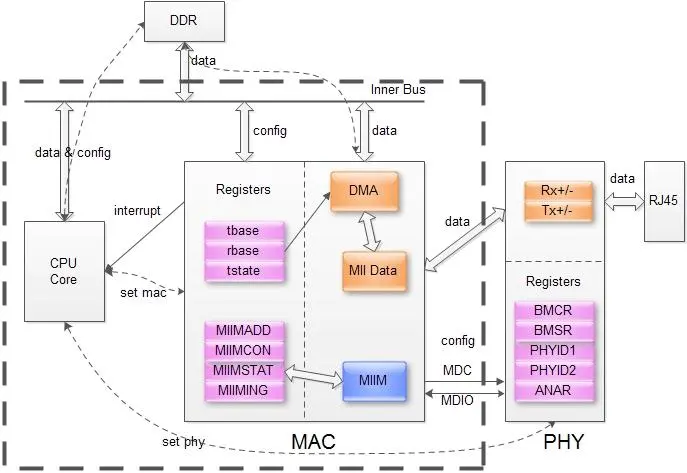 DDR
data
Inner Bus
data & config
config
data
Registers
DMA
Rx+/-
Tx+/-
data
RJ45
interrupt
tbase
rbase
tstate
data
CPU
Core
MII Data
set mac
Registers
MIIMADD
MIIMCON
MIIMSTAT
MIIMING
MIIM
config
MDC
MDIO
BMCR
BMSR
PHYID1
PHYID2
ANAR
set phy
MAC
PHY